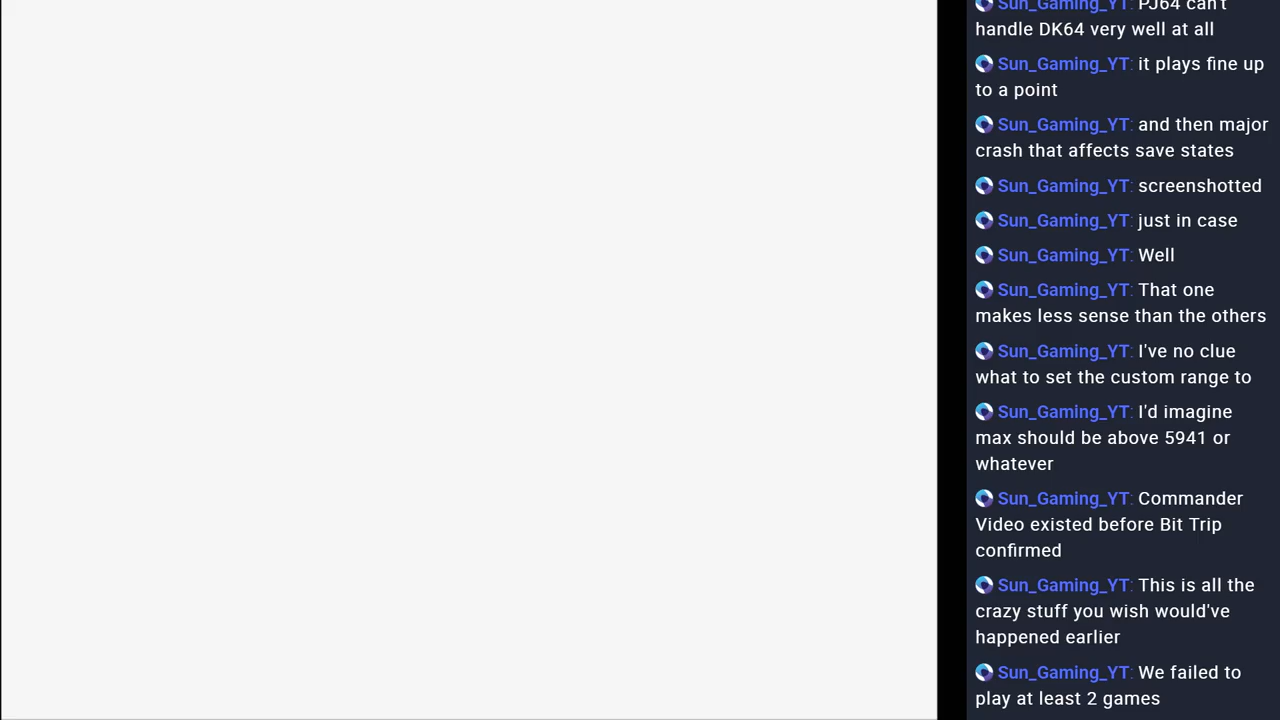 Sun_Gaming_YT: PJ64 can't
handle DK64 very well at all
Sun_Gaming_YT: it plays fine up
to a point
Sun_Gaming_YT: and then major
crash that affects save states
Sun_Gaming_YT: screenshotted
Sun_Gaming_YT: just in case
Sun_Gaming_YT: Well
Sun_Gaming_YT: That one
makes less sense than the others
Sun_Gaming_YT: I've no clue
what to set the custom range to
Sun_Gaming_YT: I'd imagine
max should be above 5941 or
whatever
Sun_Gaming_YT: Commander
Video existed before Bit Trip
confirmed
Sun_Gaming_YT: This is all the
crazy stuff you wish would've
happened earlier
Sun_Gaming_YT: We failed to
play at least 2 games